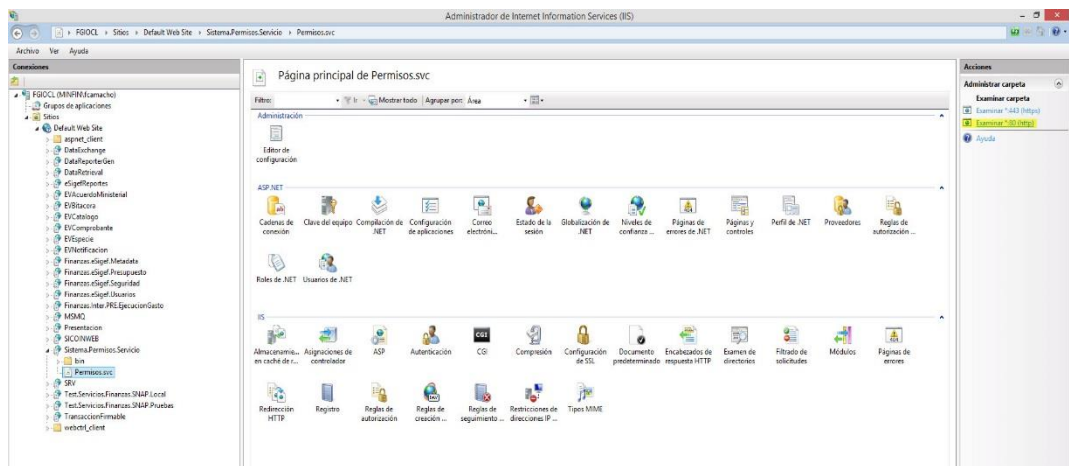 Administrador de Internet Information Services (IIS)
FGIOCL ▸ Sitios ▸ Default Web Site ▸ Sistema.Permisos.Servicio ▸ Permisos.svc
Archivo Ver Ayuda
Conexiones
FGIOCL (MINFIN\fcamacho)
Grupos de aplicaciones
Sitios
Default Web Site
aspnet_client
DataExchange
DataReporterGen
DataRetrieval
eSigefReportes
EVAcuerdoMinisterial
EVBitacora
EVCatalogo
EVComprobante
EVEspecie
EVNotificacion
Finanzas.eSigef.Metadata
Finanzas.eSigef.Presupuesto
Finanzas.eSigef.Seguridad
Finanzas.eSigef.Usuarios
Finanzas.Inter.PRE.EjecucionGasto
MSMQ
Presentacion
SICOINWEB
Sistema.Permisos.Servicio
bin
Permisos.svc
SRV
Test.Servicios.Finanzas.SNAP.Local
Test.Servicios.Finanzas.SNAP.Pruebas
TransaccionFirmable
webctrl_client
Página principal de Permisos.svc
Filtro: Ir Mostrar todo Agrupar por: Área
Administración
Editor de configuración
ASP.NET
Cadenas de conexión
Clave del equipo
Compilación de .NET
Configuración de aplicaciones
Correo electróni...
Estado de la sesión
Globalización de .NET
Niveles de confianza ...
Páginas de errores de .NET
Páginas y controles
Perfil de .NET
Proveedores
Reglas de autorización ...
Roles de .NET
Usuarios de .NET
IIS
Almacenamie... en caché de r...
Asignaciones de controlador
ASP
Autenticación
CGI
Compresión
Configuración de SSL
Documento predeterminado
Encabezados de respuesta HTTP
Examen de directorios
Filtrado de solicitudes
Módulos
Páginas de errores
Redirección HTTP
Registro
Reglas de autorización
Reglas de creación ...
Reglas de seguimiento ...
Restricciones de direcciones IP ...
Tipos MIME
Acciones
Administrar carpeta
Examinar carpeta
Examinar *:443 (https)
Examinar *:80 (http)
Ayuda